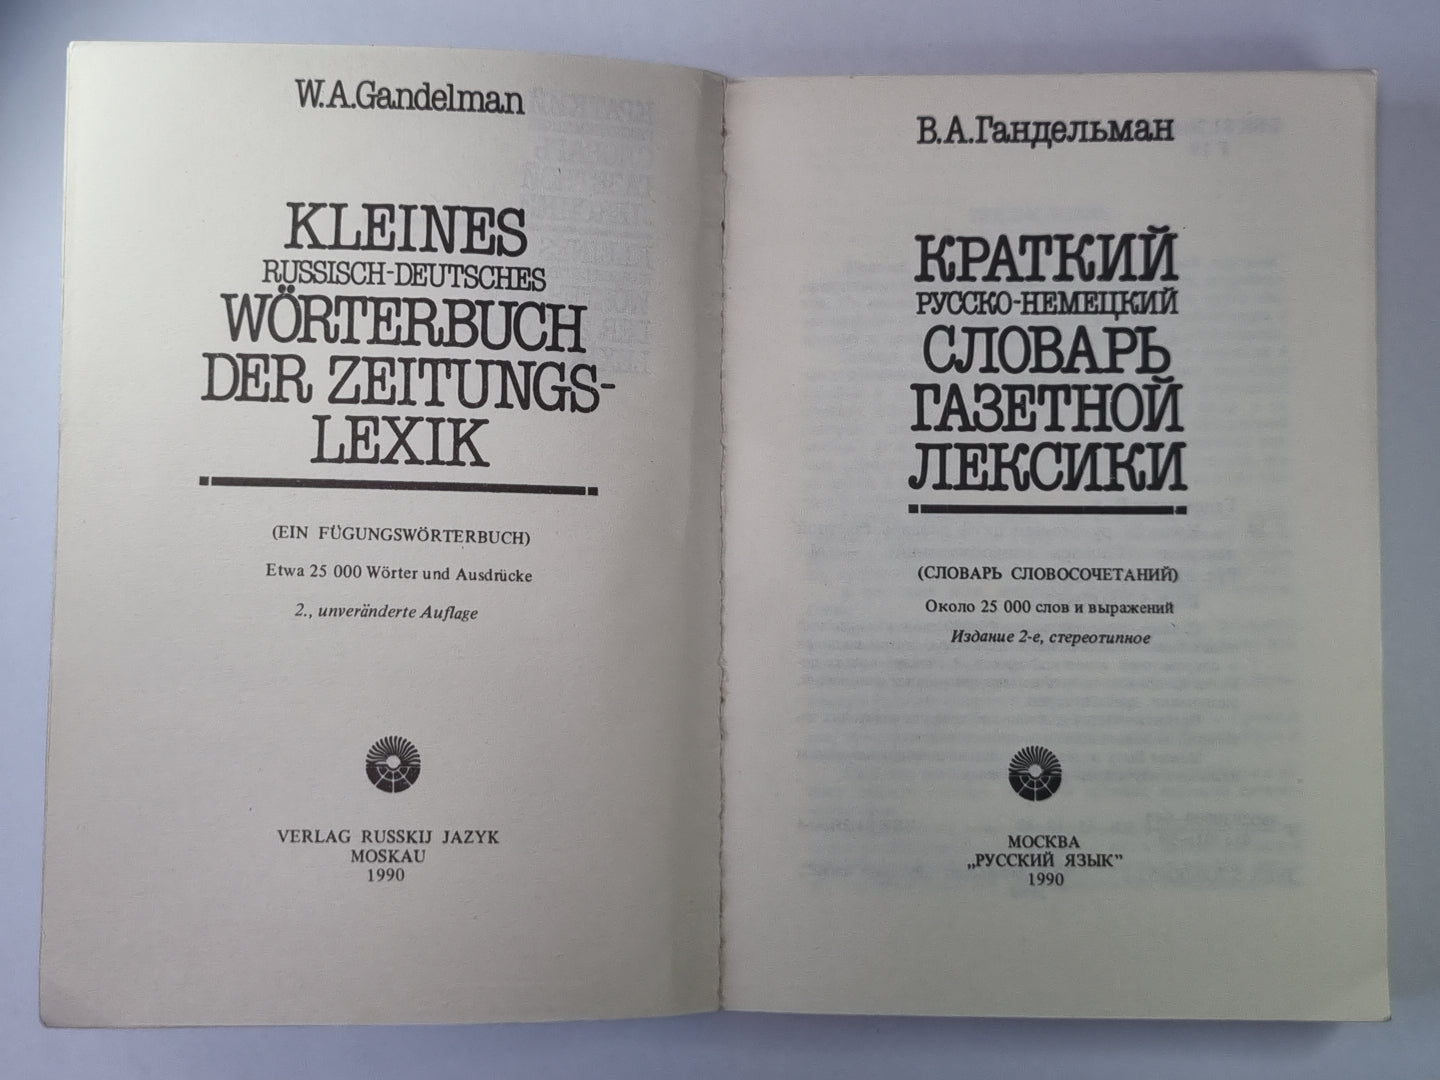 W.A.Gandelman
KLEINES
RUSSISCH-DEUTSCHES
WÖRTERBUCH
DER ZEITUNGS-
LEXIK
(EIN FÜGUNGSWÖRTERBUCH)
Etwa 25 000 Wörter und Ausdrücke
2., unveränderte Auflage
VERLAG RUSSKIJ JAZYK
MOSKAU
1990
В.А.Гандельман
КРАТКИЙ
РУССКО-НЕМЕЦКИЙ
СЛОВАРЬ
ГАЗЕТНОЙ
ЛЕКСИКИ
(СЛОВАРЬ СЛОВОСОЧЕТАНИЙ)
Около 25 000 слов и выражений
Издание 2-е, стереотипное
МОСКВА
„РУССКИЙ ЯЗЫК”
1990